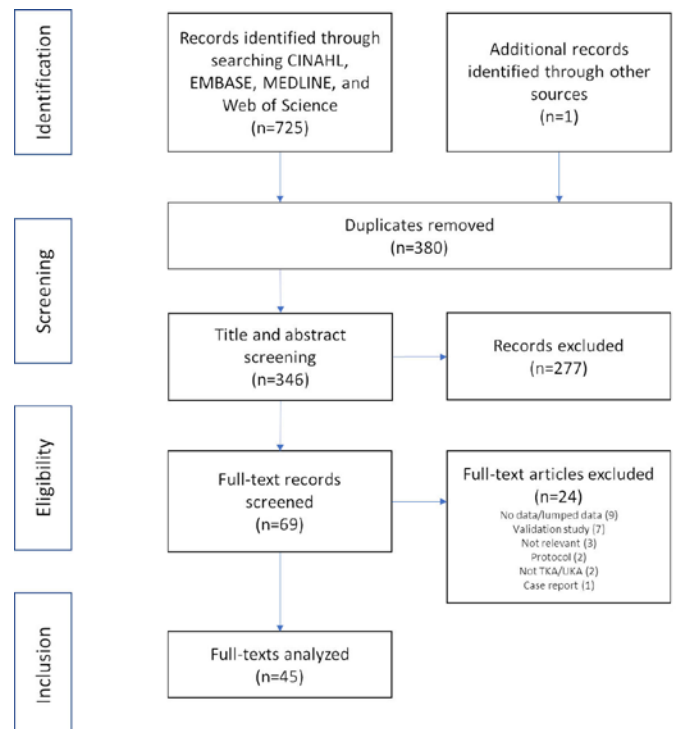 Identification
Records identified through
searching CINAHL,
EMBASE, MEDLINE, and
Web of Science
(n=725)
Additional records
identified through other
sources
(n=1)
Screening
Duplicates removed
(n=380)
Title and abstract
screening
(n=346)
Records excluded
(n=277)
Eligibility
Full-text records
screened
(n=69)
Full-text articles excluded
(n=24)
No data/lumped data (9)
Validation study (7)
Not relevant (3)
Protocol (2)
Not TKA/UKA (2)
Case report (1)
Inclusion
Full-texts analyzed
(n=45)